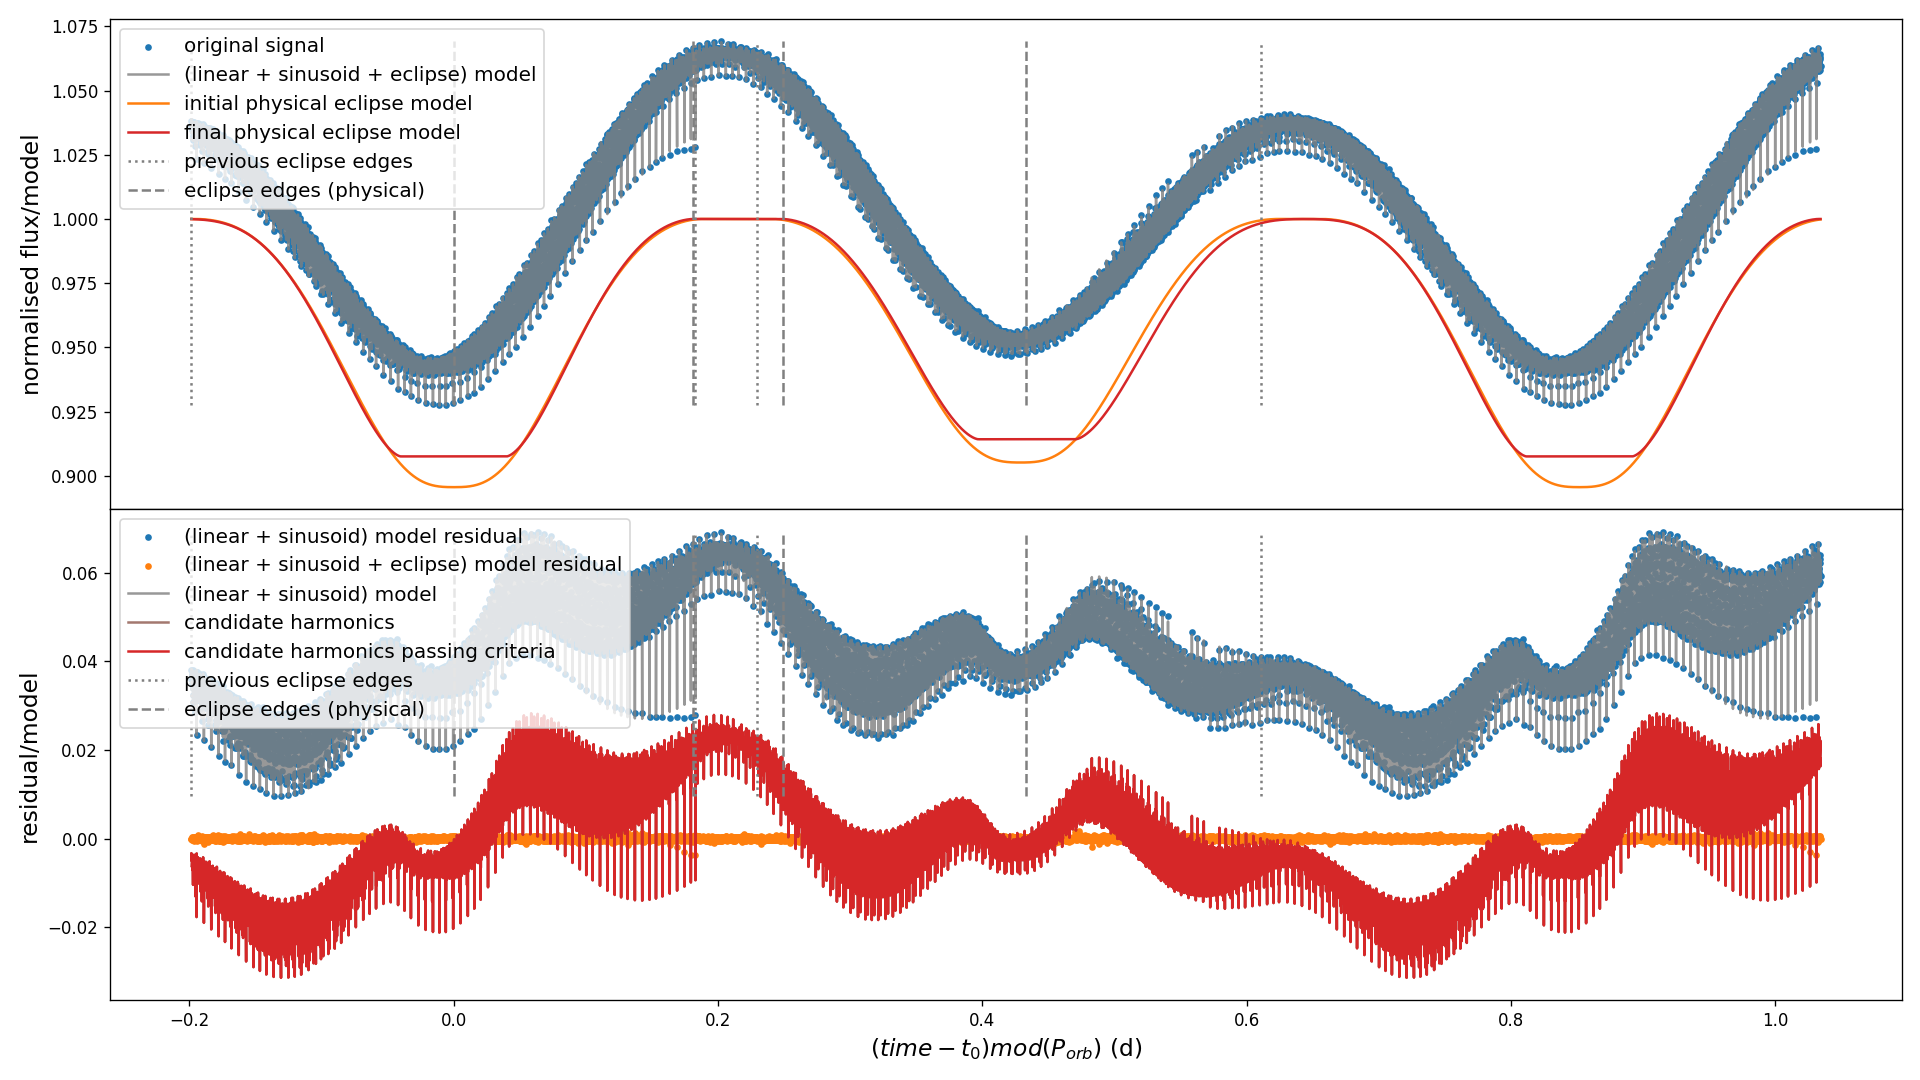 normalised flux/model
1.075
1.050
1.025
1.000
0.975
0.950
0.925
0.900
original signal
(linear + sinusoid + eclipse) model
initial physical eclipse model
final physical eclipse model
previous eclipse edges
eclipse edges (physical)
residual/model
0.06
0.04
0.02
0.00
−0.02
(linear + sinusoid) model residual
(linear + sinusoid + eclipse) model residual
(linear + sinusoid) model
candidate harmonics
candidate harmonics passing criteria
previous eclipse edges
eclipse edges (physical)
−0.2 0.0 0.2 0.4 0.6 0.8 1.0
(time − t₀)mod(P_orb) (d)